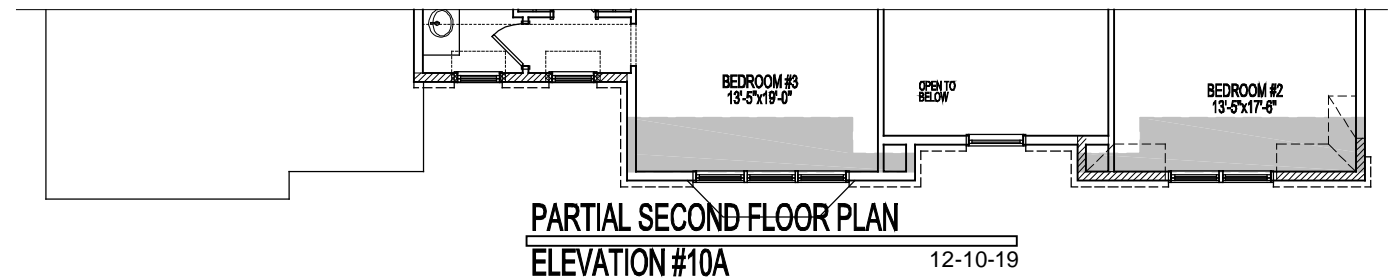 BEDROOM #3
13'-5"x19'-0"
OPEN TO
BELOW
BEDROOM #2
13'-5"x17'-6"
PARTIAL SECOND FLOOR PLAN
ELEVATION #10A
12-10-19